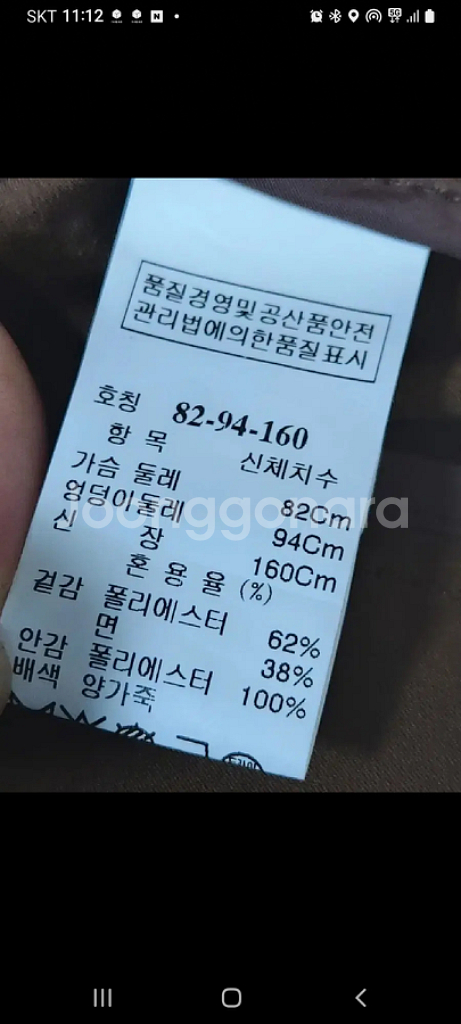 SKT 11:12
품질경영및공산품안전
관리법에의한품질표시
호칭 82-94-160
항 목 신체치수
가슴 둘레 82Cm
엉덩이둘레 94Cm
신 장 160Cm
혼 용 율 (%)
겉감 폴리에스터 62%
면 38%
안감 폴리에스터 100%
배색 양가죽
joonggonara